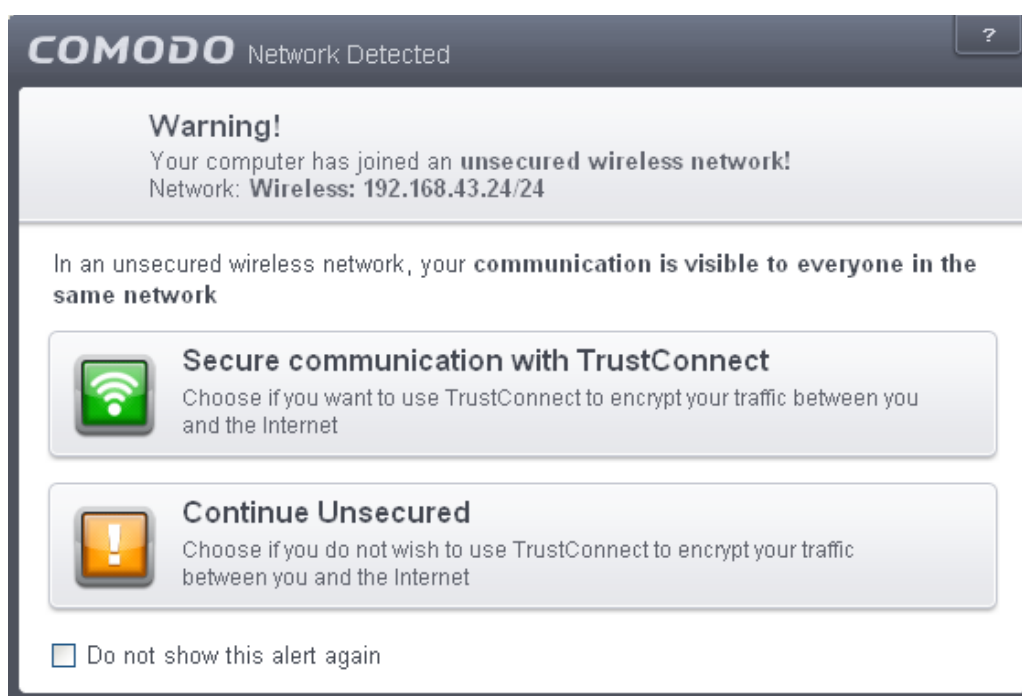 COMODO Network Detected
?
Warning!
Your computer has joined an unsecured wireless network!
Network: Wireless: 192.168.43.24/24
In an unsecured wireless network, your communication is visible to everyone in the
same network
Secure communication with TrustConnect
Choose if you want to use TrustConnect to encrypt your traffic between you
and the Internet
Continue Unsecured
Choose if you do not wish to use TrustConnect to encrypt your traffic
between you and the Internet
Do not show this alert again